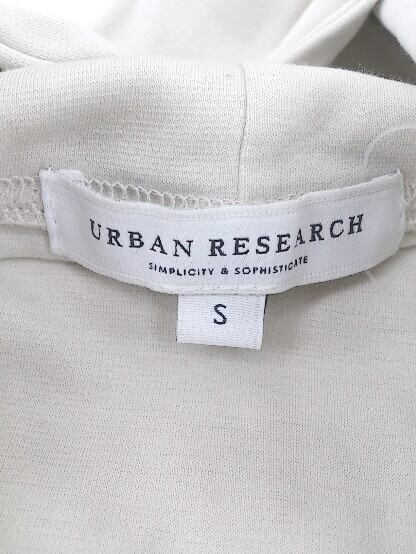 URBAN RESEARCH
SIMPLICITY & SOPHISTICATE
S